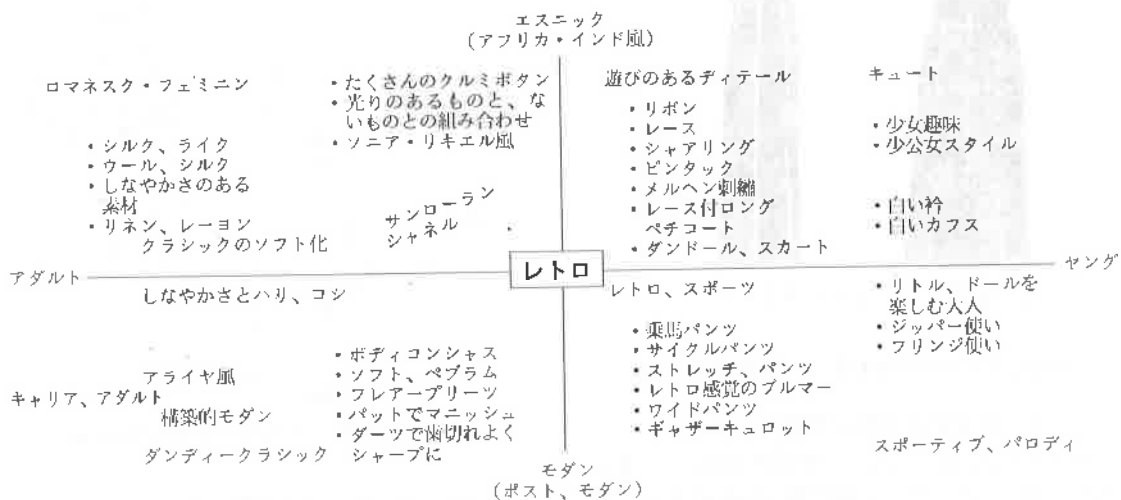 エスニック
(アフリカ・インド風)
ロマネスク・フェミニン
・シルク、ライク
・ウール、シルク
・しなやかさのある
素材
・リネン、レーヨン
クラシックのソフト化
・たくさんのクルミボタン
・光りのあるものと、な
いものとの組み合わせ
・ソニア・リキエル風
サンローラン
シャネル
遊びのあるディテール
・リボン
・レース
・シャアリング
・ピンタック
・メルヘン刺繍
・レース付ロング
ペチコート
・ダンドール、スカート
キュート
・少女趣味
・少公女スタイル
・白い衿
・白いカフス
アダルト
レトロ
ヤング
しなやかさとハリ、コシ
アライヤ風
キャリア、アダルト
構築的モダン
ダンディークラシック
・ボディコンシャス
・ソフト、ペプラム
・フレアープリーツ
・パットでマニッシュ
・ダーツで歯切れよく
シャープに
レトロ、スポーツ
・乗馬パンツ
・サイクルパンツ
・ストレッチ、パンツ
・レトロ感覚のブルマー
・ワイドパンツ
・ギャザーキュロット
・リトル、ドールを
楽しむ大人
・ジッパー使い
・フリンジ使い
スポーティブ、パロディ
モダン
(ポスト、モダン)